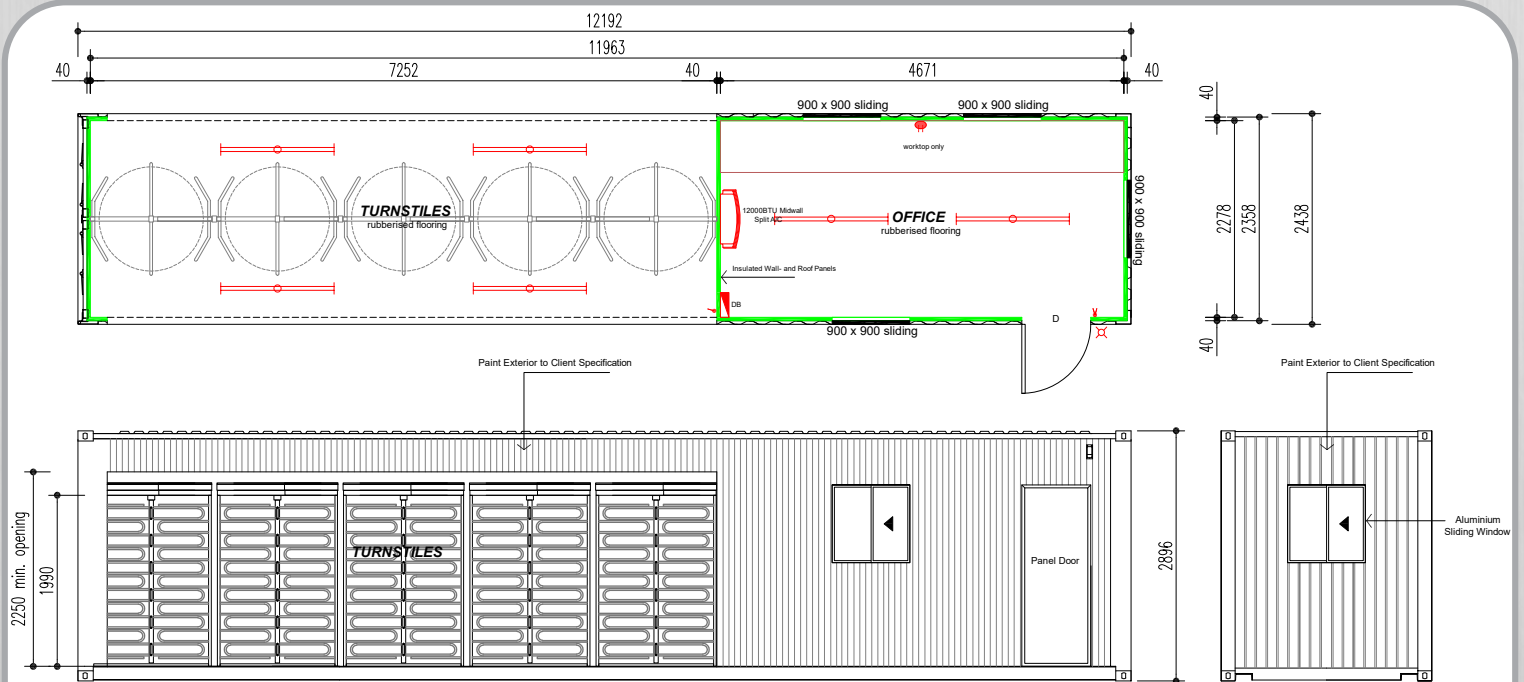 12192
11963
40
7252
40
4671
40
900 x 900 sliding
900 x 900 sliding
worktop only
TURNSTILES
rubberised flooring
12000BTU Midwall
Split A/C
OFFICE
rubberised flooring
Insulated Wall- and Roof Panels
DB
D
900 x 900 sliding
900 x 900 sliding
40
2278
2358
2438
40
Paint Exterior to Client Specification
Paint Exterior to Client Specification
2250 min. opening
1990
TURNSTILES
Panel Door
2896
Aluminium
Sliding Window